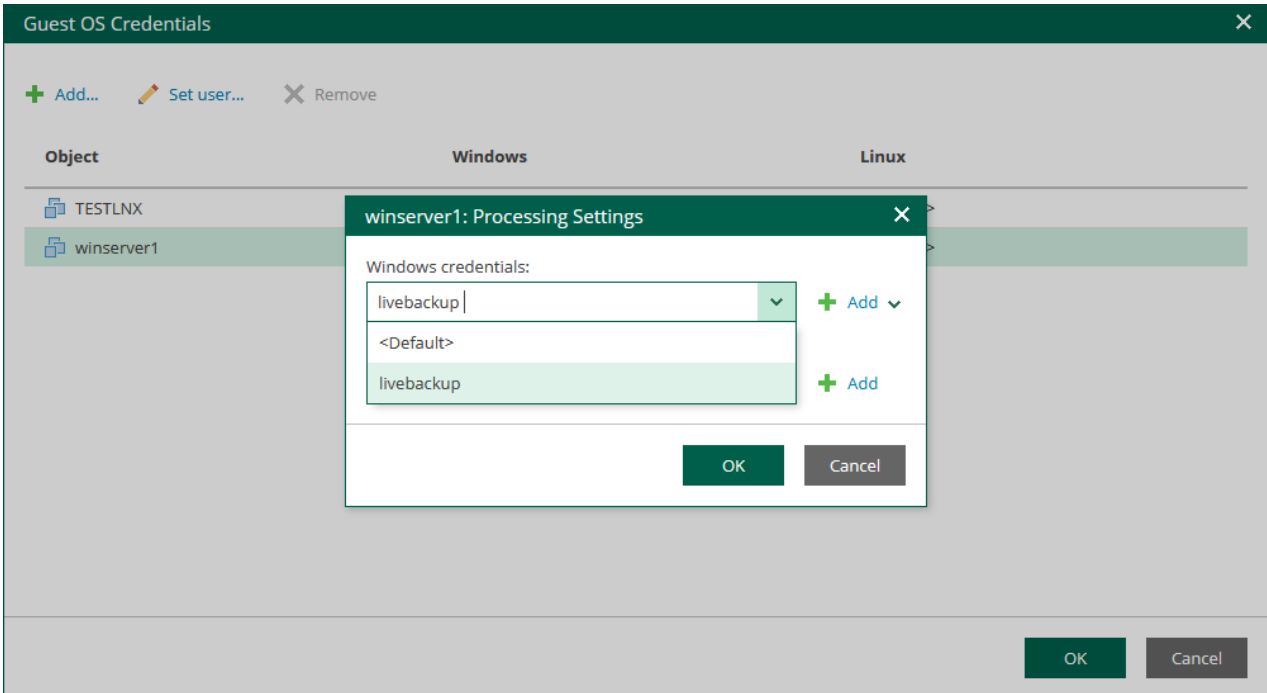 Guest OS Credentials
Add... Set user... Remove
Object Windows Linux
TESTLNX >
winserver1 >
winserver1: Processing Settings
Windows credentials:
livebackup Add
<Default>
livebackup Add
OK Cancel
OK Cancel